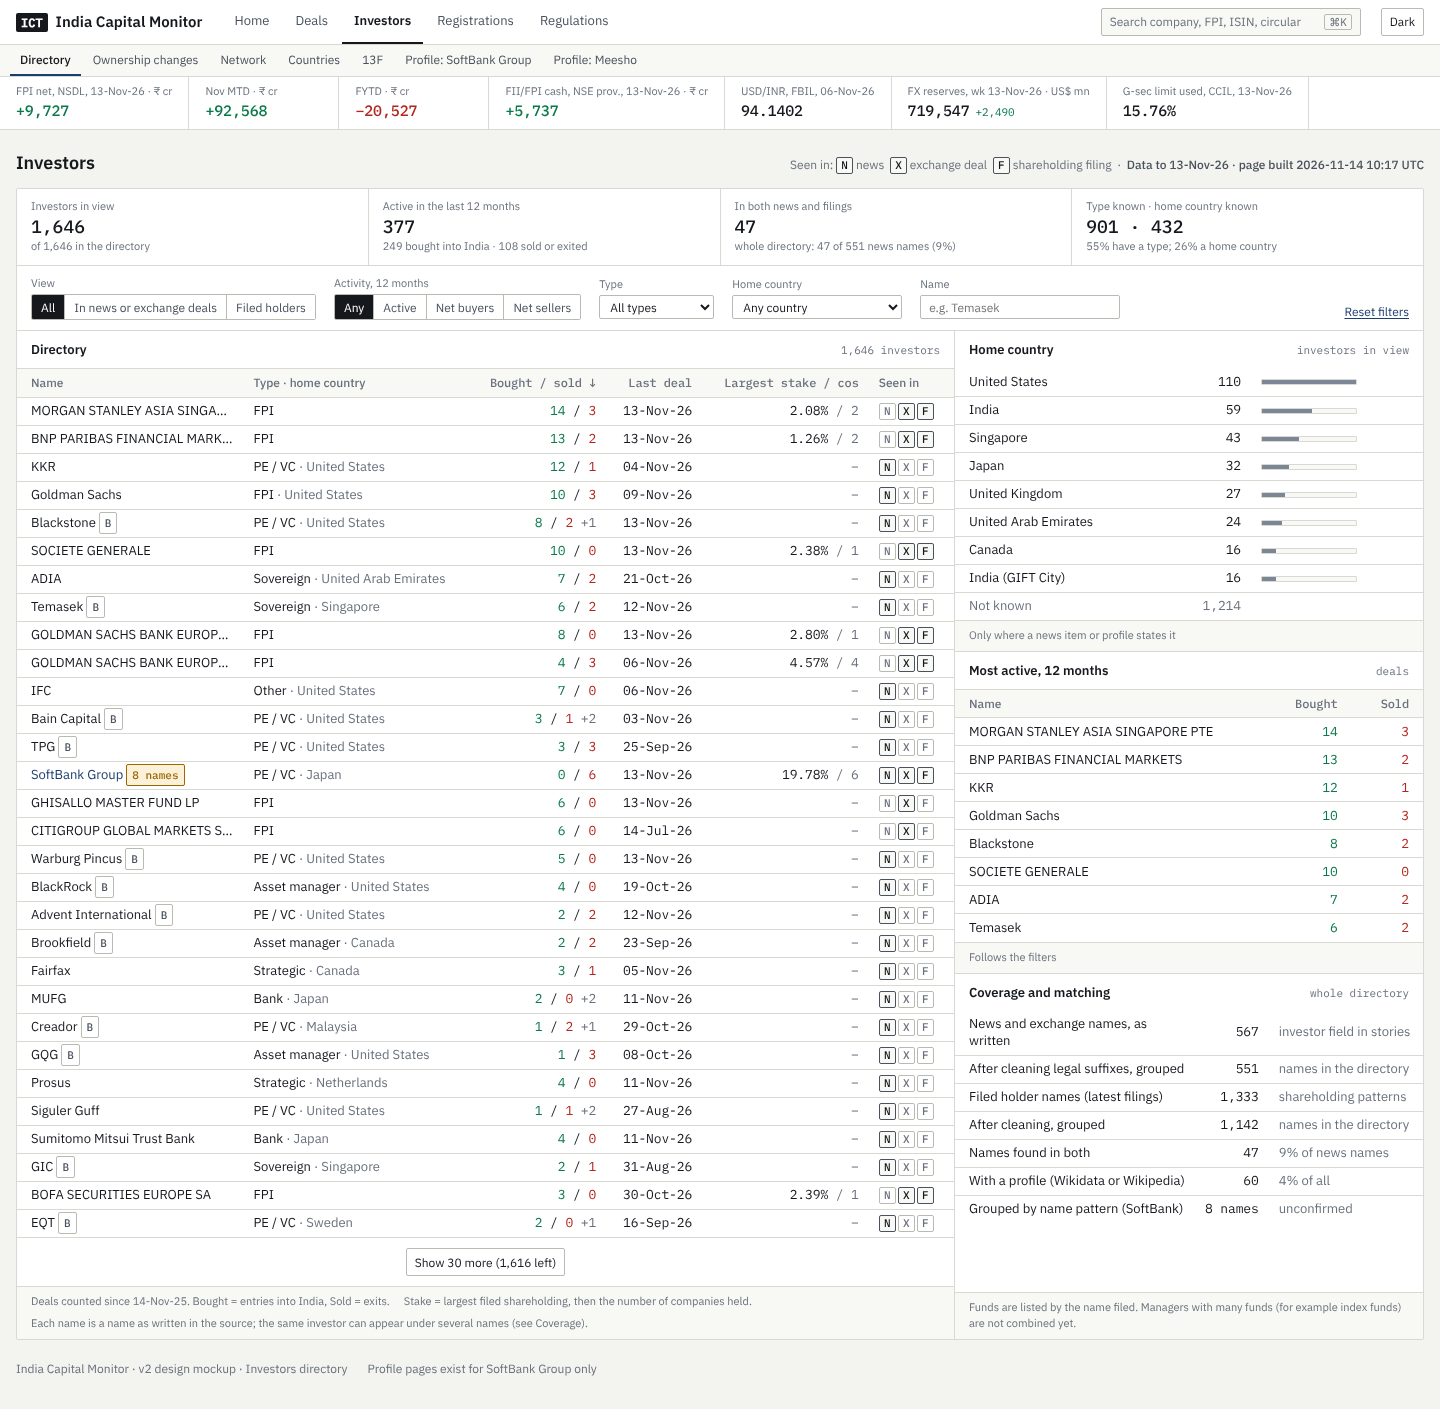 ICT India Capital Monitor Home Deals Investors Registrations Regulations Search company, FPI, ISIN, circular ⌘K Dark
Directory Ownership changes Network Countries 13F Profile: SoftBank Group Profile: Meesho
FPI net, NSDL, 13-Nov-26 · ₹ cr Nov MTD · ₹ cr FYTD · ₹ cr FII/FPI cash, NSE prov., 13-Nov-26 · ₹ cr USD/INR, FBIL, 06-Nov-26 FX reserves, wk 13-Nov-26 · US$ mn G-sec limit used, CCIL, 13-Nov-26
+9,727 +92,568 −20,527 +5,737 94.1402 719,547 +2,490 15.76%
Investors Seen in: N news X exchange deal F shareholding filing · Data to 13-Nov-26 · page built 2026-11-14 10:17 UTC
Investors in view Active in the last 12 months In both news and filings Type known · home country known
1,646 377 47 901 · 432
of 1,646 in the directory 249 bought into India · 108 sold or exited whole directory: 47 of 551 news names (9%) 55% have a type; 26% a home country
View Activity, 12 months Type Home country Name
All In news or exchange deals Filed holders Any Active Net buyers Net sellers All types Any country e.g. Temasek Reset filters
Directory 1,646 investors
Name Type · home country Bought / sold ↓ Last deal Largest stake / cos Seen in
MORGAN STANLEY ASIA SINGA... FPI 14 / 3 13-Nov-26 2.08% / 2 N X F
BNP PARIBAS FINANCIAL MARK... FPI 13 / 2 13-Nov-26 1.26% / 2 N X F
KKR PE / VC · United States 12 / 1 04-Nov-26 – N X F
Goldman Sachs FPI · United States 10 / 3 09-Nov-26 – N X F
Blackstone B PE / VC · United States 8 / 2 +1 13-Nov-26 – N X F
SOCIETE GENERALE FPI 10 / 0 13-Nov-26 2.38% / 1 N X F
ADIA Sovereign · United Arab Emirates 7 / 2 21-Oct-26 – N X F
Temasek B Sovereign · Singapore 6 / 2 12-Nov-26 – N X F
GOLDMAN SACHS BANK EUROP... FPI 8 / 0 13-Nov-26 2.80% / 1 N X F
GOLDMAN SACHS BANK EUROP... FPI 4 / 3 06-Nov-26 4.57% / 4 N X F
IFC Other · United States 7 / 0 06-Nov-26 – N X F
Bain Capital B PE / VC · United States 3 / 1 +2 03-Nov-26 – N X F
TPG B PE / VC · United States 3 / 3 25-Sep-26 – N X F
SoftBank Group 8 names PE / VC · Japan 0 / 6 13-Nov-26 19.78% / 6 N X F
GHISALLO MASTER FUND LP FPI 6 / 0 13-Nov-26 – N X F
CITIGROUP GLOBAL MARKETS S... FPI 6 / 0 14-Jul-26 – N X F
Warburg Pincus B PE / VC · United States 5 / 0 13-Nov-26 – N X F
BlackRock B Asset manager · United States 4 / 0 19-Oct-26 – N X F
Advent International B PE / VC · United States 2 / 2 12-Nov-26 – N X F
Brookfield B Asset manager · Canada 2 / 2 23-Sep-26 – N X F
Fairfax Strategic · Canada 3 / 1 05-Nov-26 – N X F
MUFG Bank · Japan 2 / 0 +2 11-Nov-26 – N X F
Creador B PE / VC · Malaysia 1 / 2 +1 29-Oct-26 – N X F
GQG B Asset manager · United States 1 / 3 08-Oct-26 – N X F
Prosus Strategic · Netherlands 4 / 0 11-Nov-26 – N X F
Siguler Guff PE / VC · United States 1 / 1 +2 27-Aug-26 – N X F
Sumitomo Mitsui Trust Bank Bank · Japan 4 / 0 11-Nov-26 – N X F
GIC B Sovereign · Singapore 2 / 1 31-Aug-26 – N X F
BOFA SECURITIES EUROPE SA FPI 3 / 0 30-Oct-26 2.39% / 1 N X F
EQT B PE / VC · Sweden 2 / 0 +1 16-Sep-26 – N X F
Show 30 more (1,616 left)
Deals counted since 14-Nov-25. Bought = entries into India, Sold = exits. Stake = largest filed shareholding, then the number of companies held.
Each name is a name as written in the source; the same investor can appear under several names (see Coverage).
Home country investors in view
United States 110
India 59
Singapore 43
Japan 32
United Kingdom 27
United Arab Emirates 24
Canada 16
India (GIFT City) 16
Not known 1,214
Only where a news item or profile states it
Most active, 12 months deals
Name Bought Sold
MORGAN STANLEY ASIA SINGAPORE PTE 14 3
BNP PARIBAS FINANCIAL MARKETS 13 2
KKR 12 1
Goldman Sachs 10 3
Blackstone 8 2
SOCIETE GENERALE 10 0
ADIA 7 2
Temasek 6 2
Follows the filters
Coverage and matching whole directory
News and exchange names, as written 567 investor field in stories
After cleaning legal suffixes, grouped 551 names in the directory
Filed holder names (latest filings) 1,333 shareholding patterns
After cleaning, grouped 1,142 names in the directory
Names found in both 47 9% of news names
With a profile (Wikidata or Wikipedia) 60 4% of all
Grouped by name pattern (SoftBank) 8 names unconfirmed
Funds are listed by the name filed. Managers with many funds (for example index funds)
are not combined yet.
India Capital Monitor · v2 design mockup · Investors directory Profile pages exist for SoftBank Group only